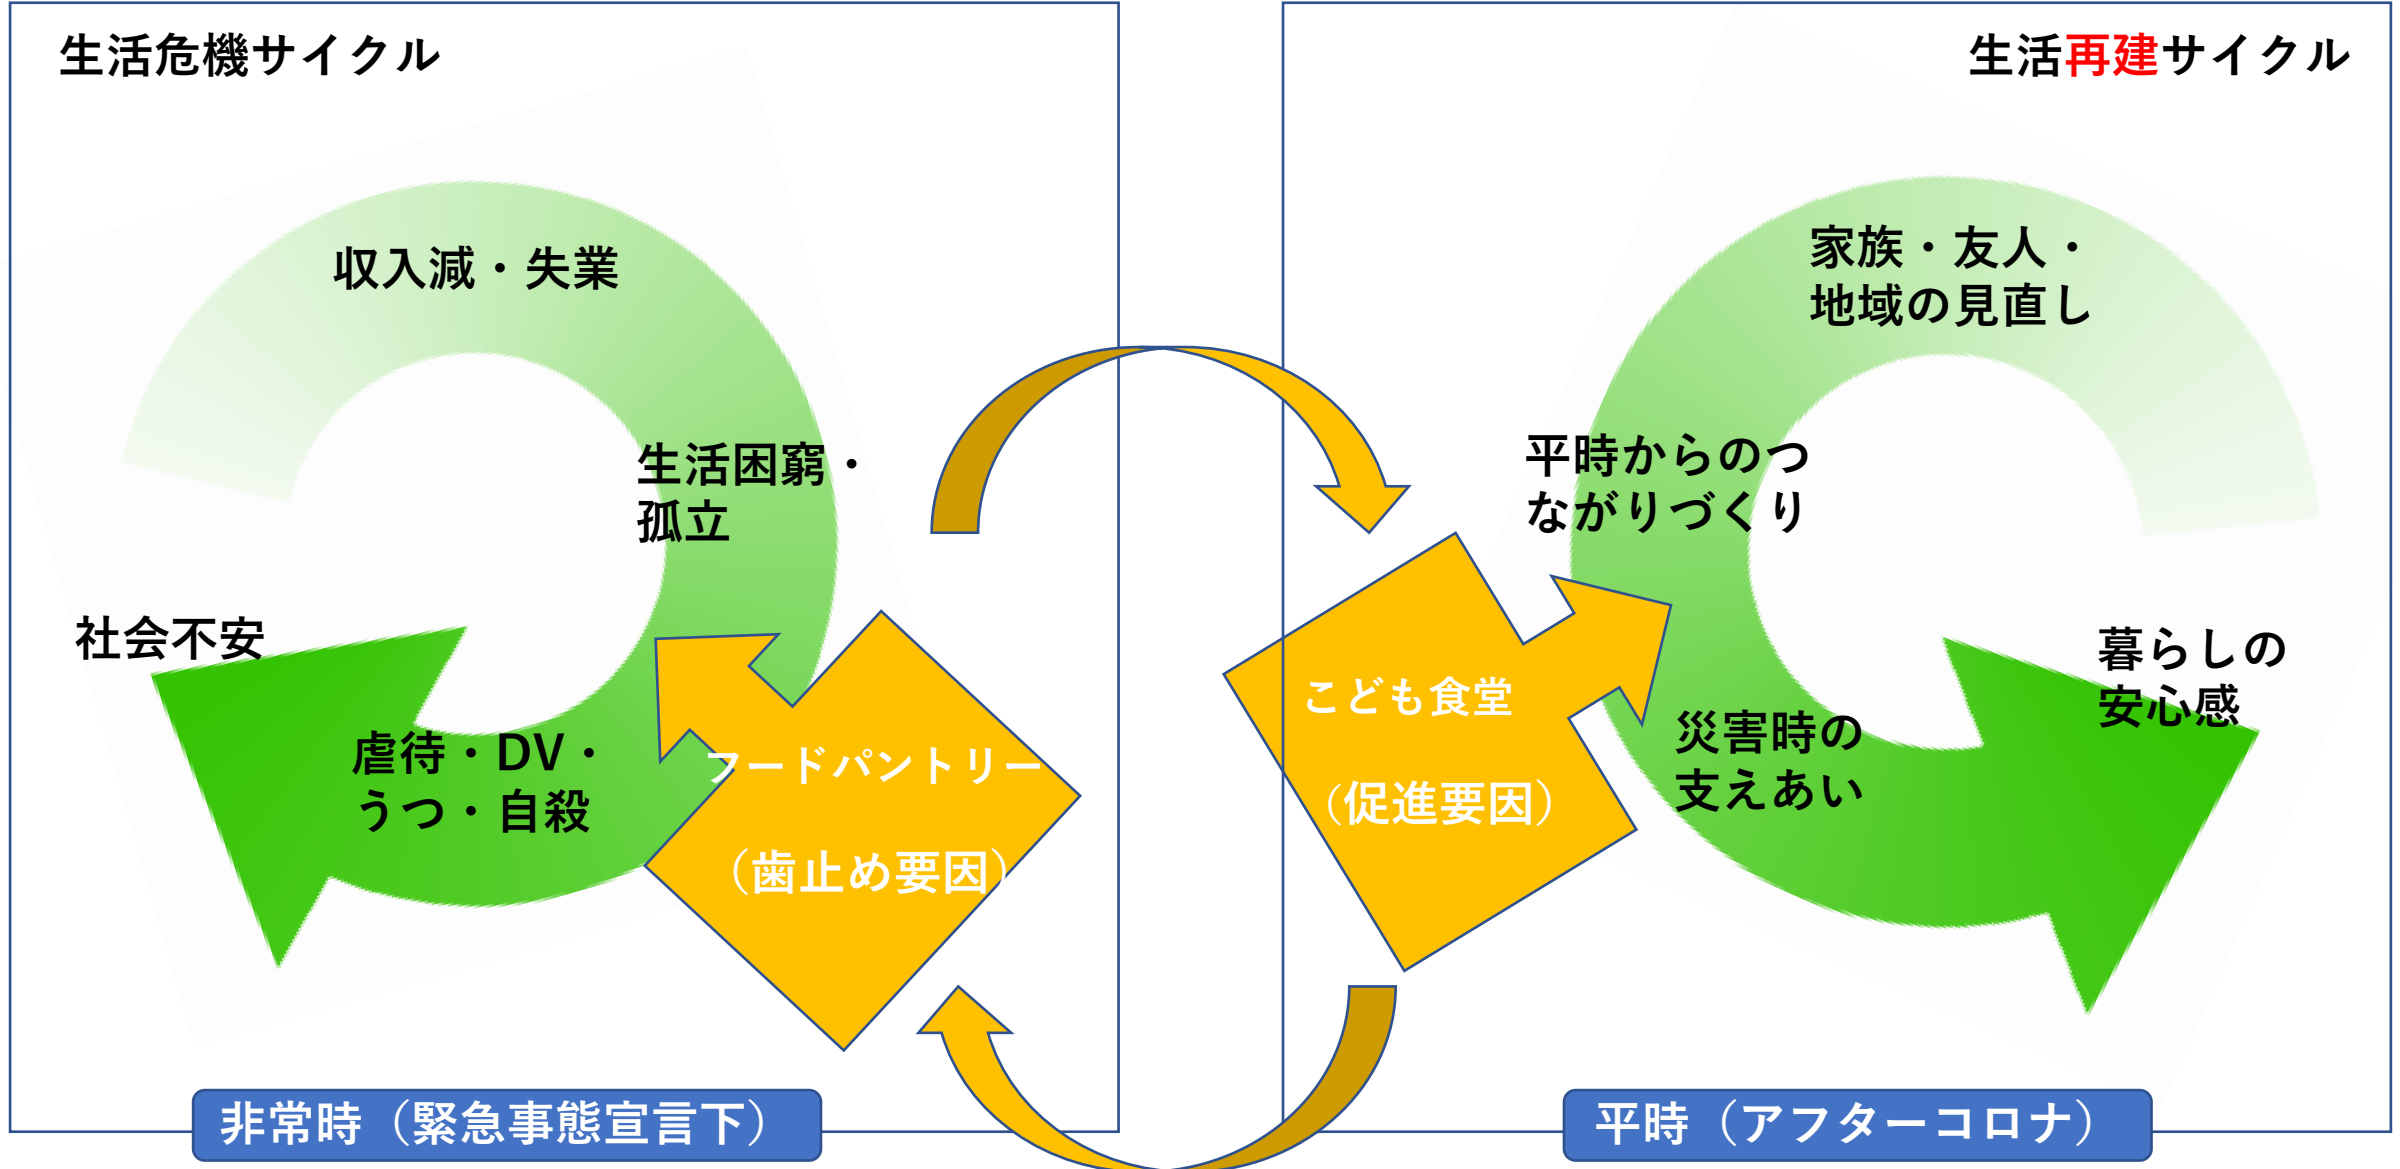 生活危機サイクル
収入減・失業
生活困窮・
孤立
社会不安
虐待・DV・
うつ・自殺
フードパントリー
（歯止め要因）
非常時（緊急事態宣言下）
生活再建サイクル
家族・友人・
地域の見直し
平時からのつ
ながりづくり
こども食堂
（促進要因）
災害時の
支えあい
暮らしの
安心感
平時（アフターコロナ）